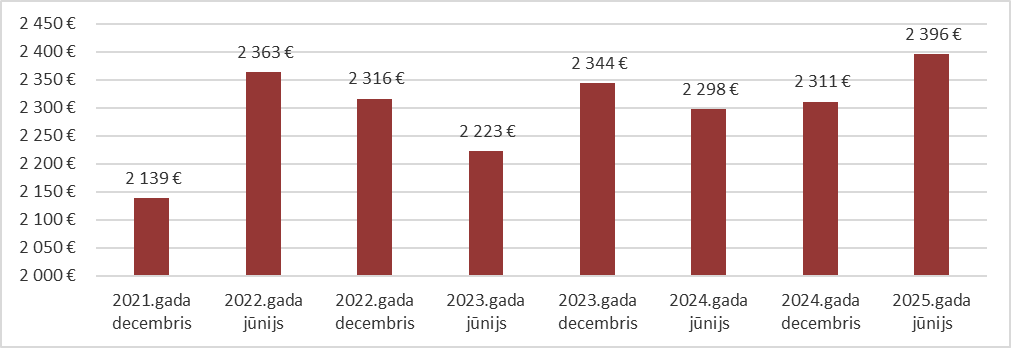 2 450 €
2 400 €
2 350 €
2 300 €
2 250 €
2 200 €
2 150 €
2 100 €
2 050 €
2 000 €
2 139 €
2 363 €
2 316 €
2 223 €
2 344 €
2 298 €
2 311 €
2 396 €
2021.gada
decembris
2022.gada
jūnijs
2022.gada
decembris
2023.gada
jūnijs
2023.gada
decembris
2024.gada
jūnijs
2024.gada
decembris
2025.gada
jūnijs